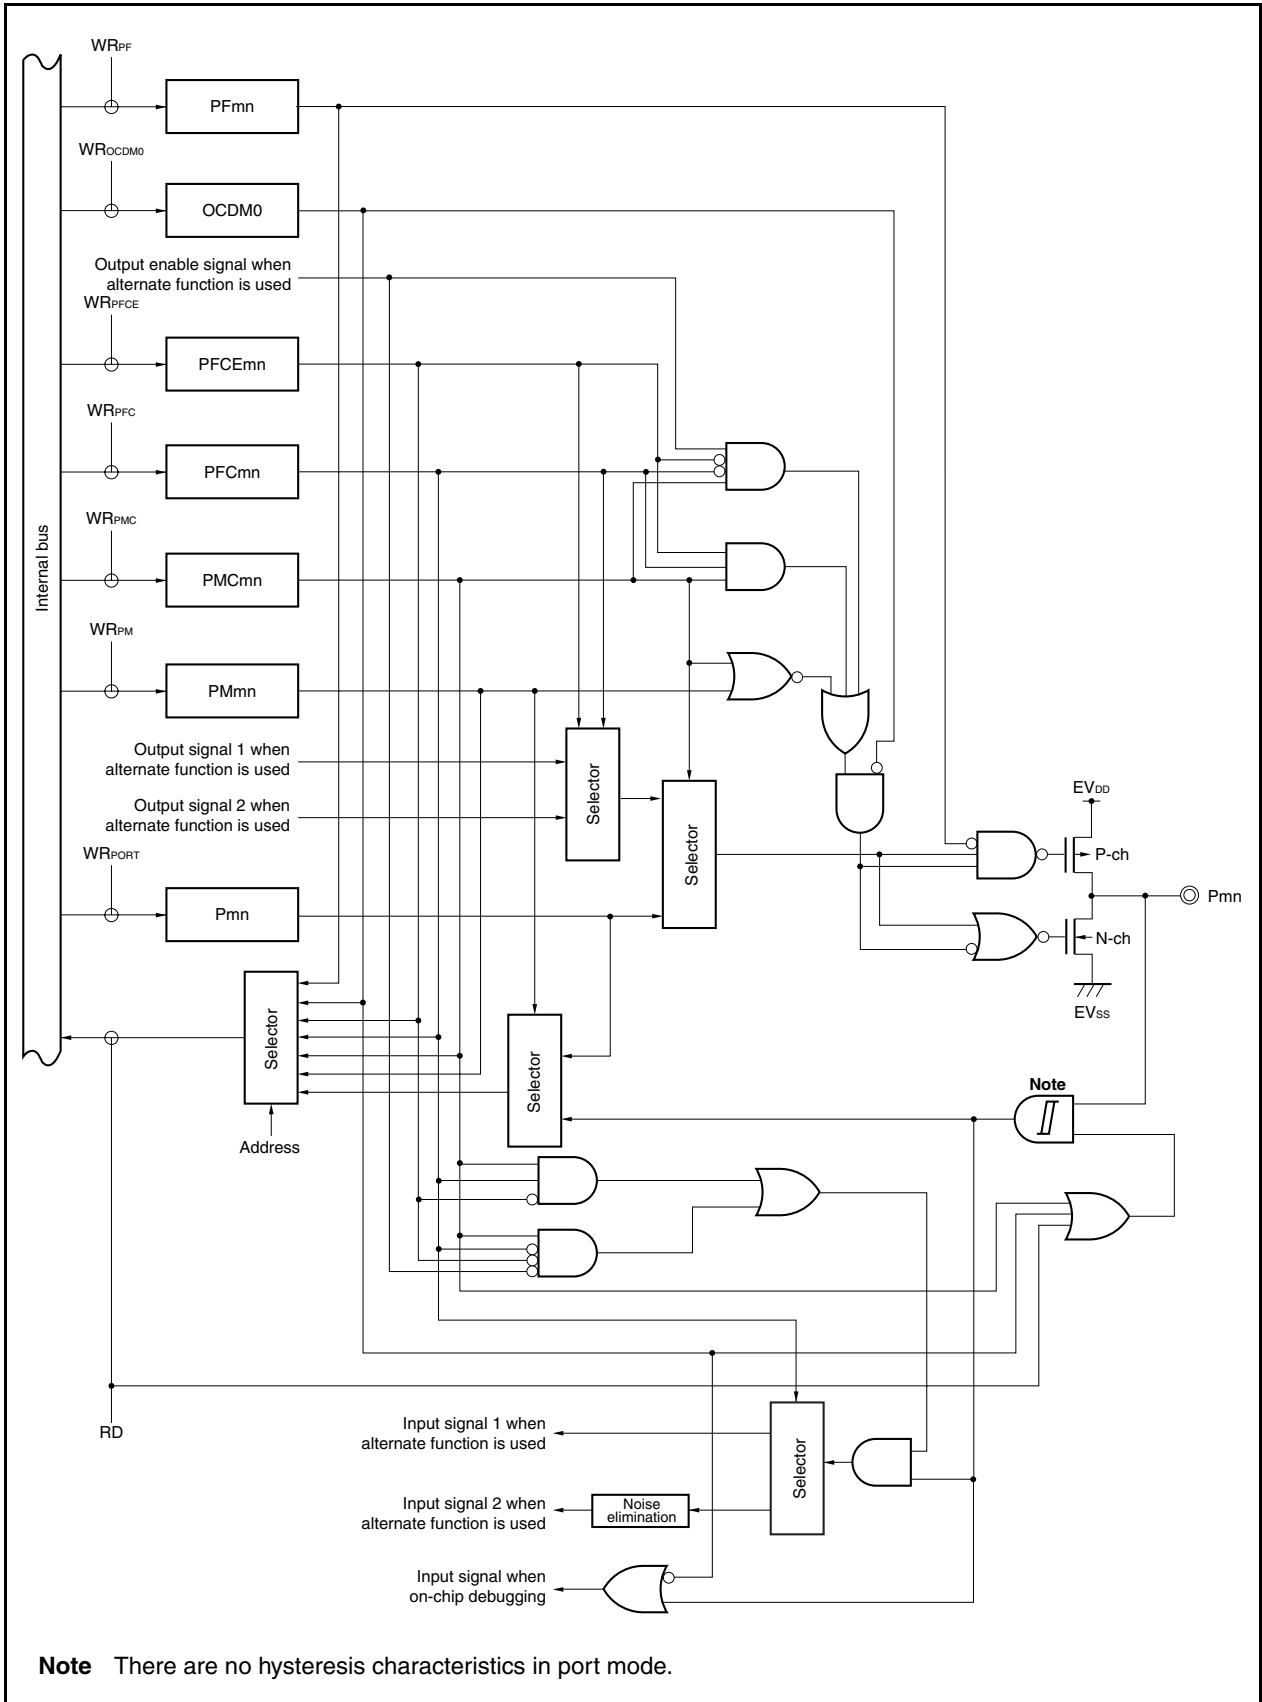 WRPF
PFmn
WROCDM0
OCDM0
Output enable signal when
alternate function is used
WRPFCE
PFCEmn
WRPFC
PFCmn
Internal bus
WRPMC
PMCmn
WRPM
PMmn
Output signal 1 when
alternate function is used
Selector
Output signal 2 when
alternate function is used
Selector
EVDD
P-ch
WRPORT
Pmn
Pmn
N-ch
EVSS
Selector
Selector
Address
Note
RD
Input signal 1 when
alternate function is used
Selector
Input signal 2 when
alternate function is used
Noise
elimination
Input signal when
on-chip debugging
Note There are no hysteresis characteristics in port mode.